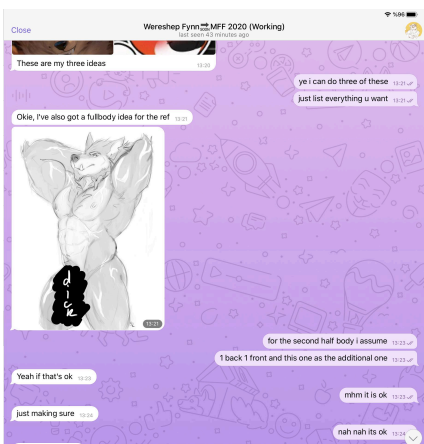 %96
Close
Wereshep Fynn MFF 2020 (Working)
last seen 43 minutes ago
These are my three ideas 13:20
ye i can do three of these 13:21
just list everything u want 13:21
Okie, I've also got a fullbody idea for the ref 13:21
dick
13:21
for the second half body i assume 13:23
1 back 1 front and this one as the additional one 13:23
Yeah if that's ok 13:23
mhm it is ok 13:23
just making sure 13:24
nah nah its ok 13:24